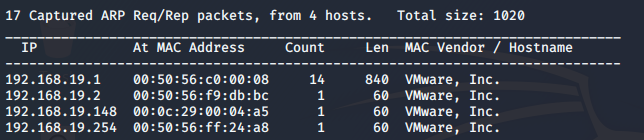 17 Captured ARP Req/Rep packets, from 4 hosts.   Total size: 1020
_____________________________________________________________________________
  IP            At MAC Address     Count     Len  MAC Vendor / Hostname
-----------------------------------------------------------------------------
192.168.19.1    00:50:56:c0:00:08     14     840  VMware, Inc.
192.168.19.2    00:50:56:f9:db:bc      1      60  VMware, Inc.
192.168.19.148  00:0c:29:00:04:a5      1      60  VMware, Inc.
192.168.19.254  00:50:56:ff:24:a8      1      60  VMware, Inc.